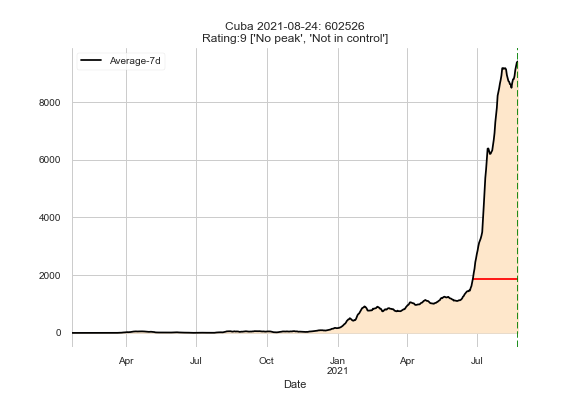 Cuba 2021-08-24: 602526
Rating:9 ['No peak', 'Not in control']
Average-7d
8000
6000
4000
2000
0
Apr Jul Oct Jan Apr Jul
2021
Date